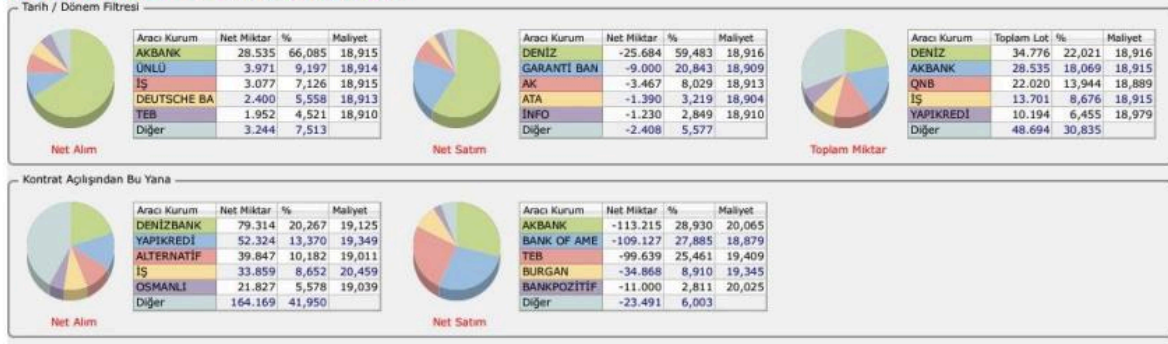 Tarih / Dönem Filtresi
Aracı Kurum Net Miktar % Maliyet
AKBANK 28.535 66,085 18,915
ÜNLÜ 3.971 9,197 18,914
İŞ 3.077 7,126 18,915
DEUTSCHE BA 2.400 5,558 18,913
TEB 1.952 4,521 18,910
Diğer 3.244 7,513
Net Alım
Aracı Kurum Net Miktar % Maliyet
DENİZ -25.684 59,483 18,916
GARANTİ BAN -9.000 20,843 18,909
AK -3.467 8,029 18,913
ATA -1.390 3,219 18,904
İNFO -1.230 2,849 18,910
Diğer -2.408 5,577
Net Satım
Aracı Kurum Toplam Lot % Maliyet
DENİZ 34.776 22,021 18,916
AKBANK 28.535 18,069 18,915
QNB 22.020 13,944 18,889
İŞ 13.701 8,676 18,915
YAPIKREDİ 10.194 6,455 18,979
Diğer 48.694 30,835
Toplam Miktar
Kontrat Açılışından Bu Yana
Aracı Kurum Net Miktar % Maliyet
DENİZBANK 79.314 20,267 19,125
YAPIKREDİ 52.324 13,370 19,349
ALTERNATİF 39.847 10,182 19,011
İŞ 33.859 8,652 20,459
OSMANLI 21.827 5,578 19,039
Diğer 164.169 41,950
Net Alım
Aracı Kurum Net Miktar % Maliyet
AKBANK -113.215 28,930 20,065
BANK OF AME -109.127 27,885 18,879
TEB -99.639 25,461 19,409
BURGAN -34.868 8,910 19,345
BANKPOZİTİF -11.000 2,811 20,025
Diğer -23.491 6,003
Net Satım